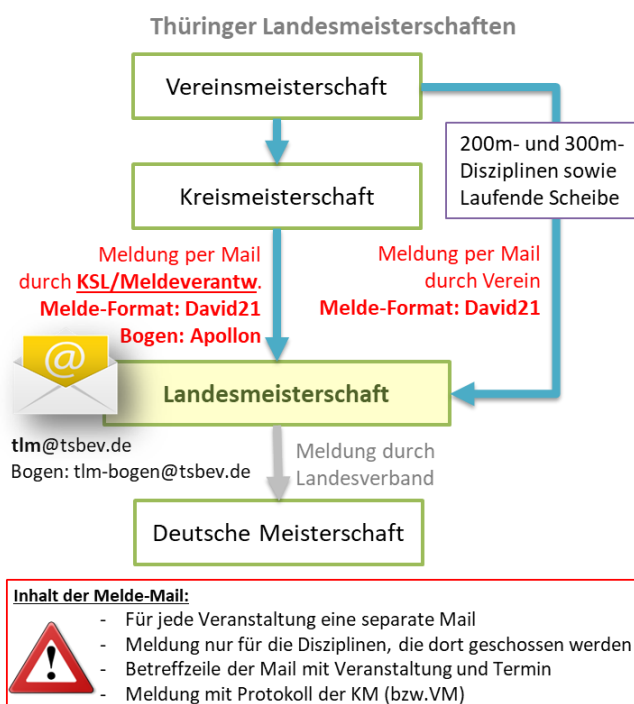 Thüringer Landesmeisterschaften
Vereinsmeisterschaft
200m- und 300m-
Disziplinen sowie
Laufende Scheibe
Kreismeisterschaft
Meldung per Mail
durch KSL/Meldeverantw.
Melde-Format: David21
Bogen: Apollon
Meldung per Mail
durch Verein
Melde-Format: David21
@
Landesmeisterschaft
tlm@tsbev.de
Bogen: tlm-bogen@tsbev.de
Meldung durch
Landesverband
Deutsche Meisterschaft
Inhalt der Melde-Mail:
- Für jede Veranstaltung eine separate Mail
- Meldung nur für die Disziplinen, die dort geschossen werden
- Betreffzeile der Mail mit Veranstaltung und Termin
- Meldung mit Protokoll der KM (bzw.VM)
!